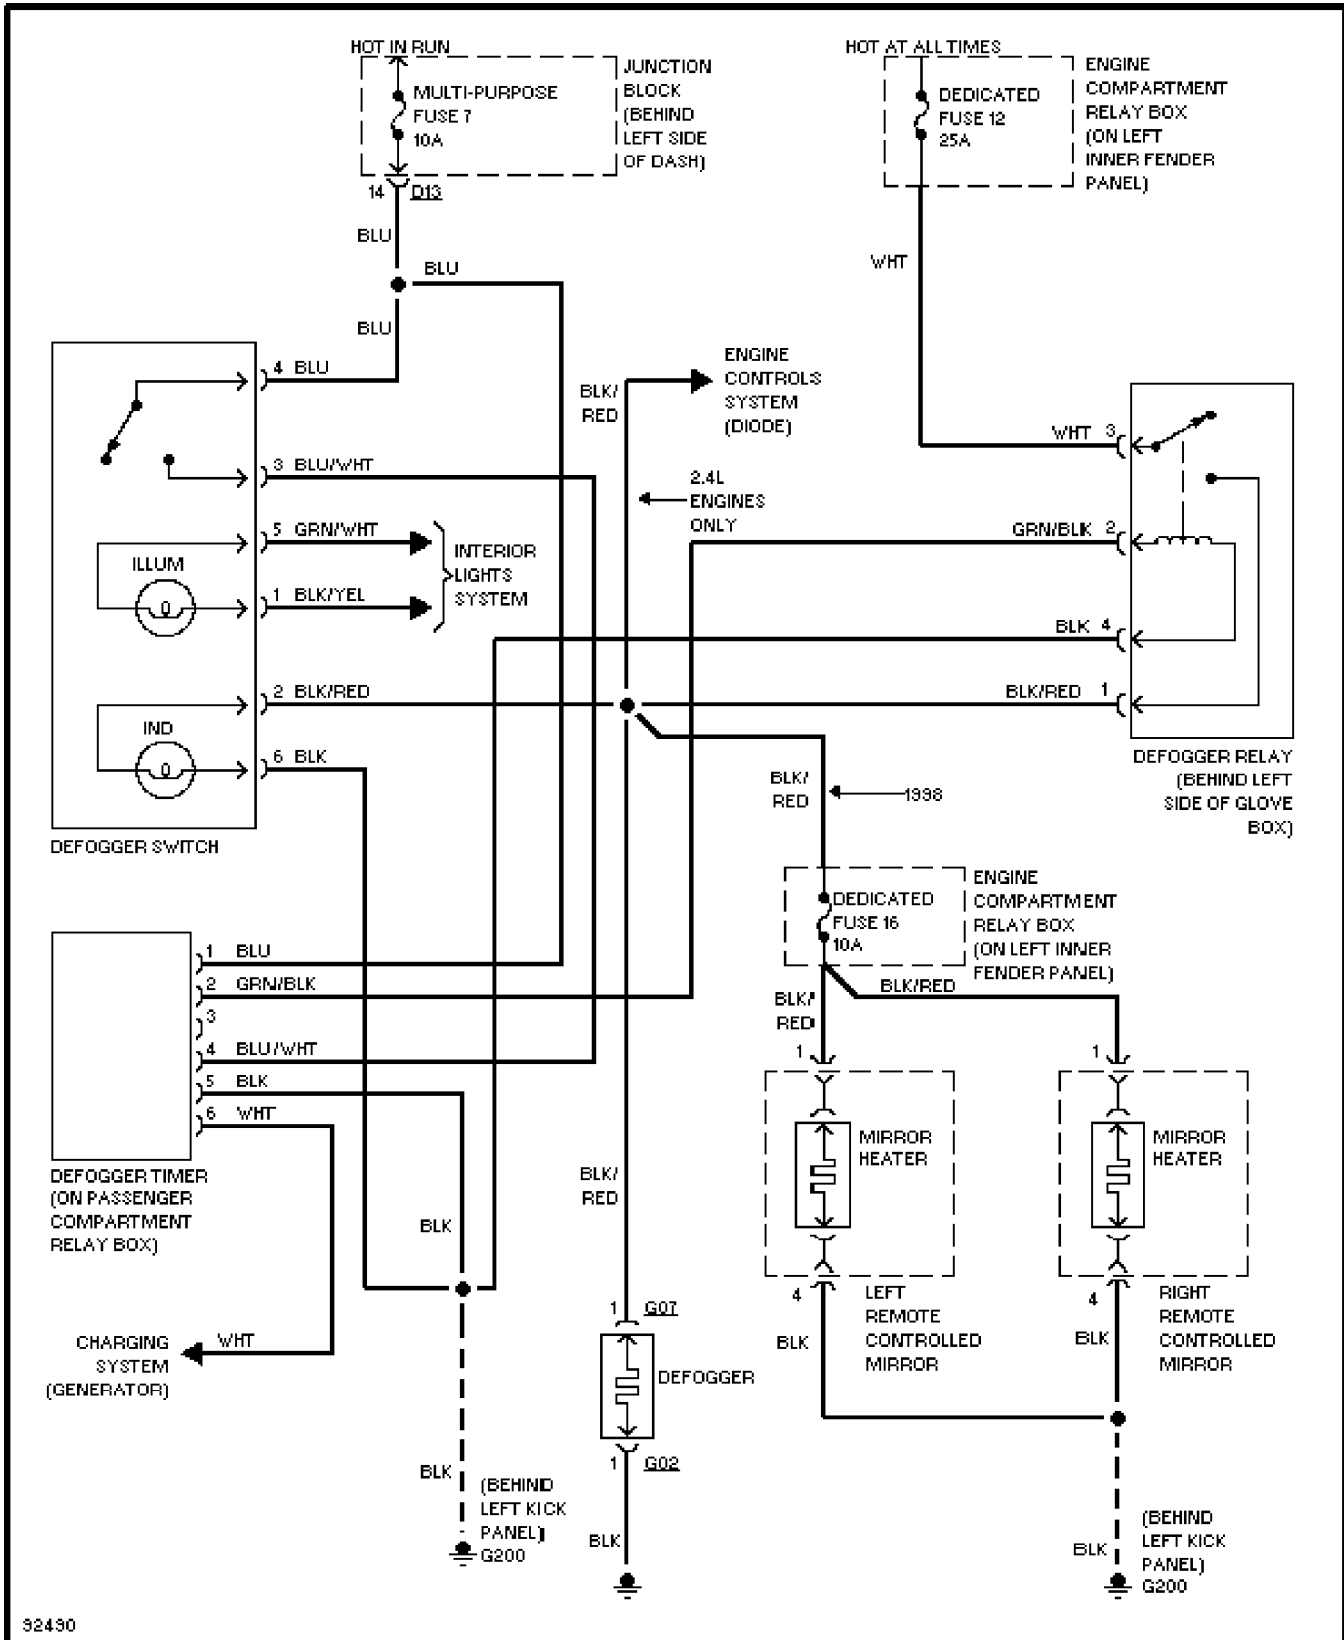 HOT IN RUN
HOT AT ALL TIMES
MULTI-PURPOSE
FUSE 7
10A
JUNCTION
BLOCK
(BEHIND
LEFT SIDE
OF DASH)
DEDICATED
FUSE 12
25A
ENGINE
COMPARTMENT
RELAY BOX
(ON LEFT
INNER FENDER
PANEL)
14 D13
BLU
BLU
BLU
WHT
4 BLU
3 BLU/WHT
5 GRN/WHT
1 BLK/YEL
2 BLK/RED
6 BLK
ILLUM
IND
DEFOGGER SWITCH
INTERIOR
LIGHTS
SYSTEM
BLK/
RED
ENGINE
CONTROLS
SYSTEM
(DIODE)
2.4L
ENGINES
ONLY
WHT 3
GRN/BLK 2
BLK 4
BLK/RED 1
DEFOGGER RELAY
(BEHIND LEFT
SIDE OF GLOVE
BOX)
BLK/
RED
1998
DEDICATED
FUSE 16
10A
ENGINE
COMPARTMENT
RELAY BOX
(ON LEFT INNER
FENDER PANEL)
BLK/
RED
BLK/RED
1 BLU
2 GRN/BLK
3
4 BLU/WHT
5 BLK
6 WHT
DEFOGGER TIMER
(ON PASSENGER
COMPARTMENT
RELAY BOX)
1
MIRROR
HEATER
4
LEFT
REMOTE
CONTROLLED
MIRROR
BLK
1
MIRROR
HEATER
4
RIGHT
REMOTE
CONTROLLED
MIRROR
BLK
BLK/
RED
BLK
CHARGING
SYSTEM
(GENERATOR)
WHT
1 G07
DEFOGGER
1 G02
BLK
BLK
(BEHIND
LEFT KICK
PANEL)
G200
BLK
(BEHIND
LEFT KICK
PANEL)
G200
92490